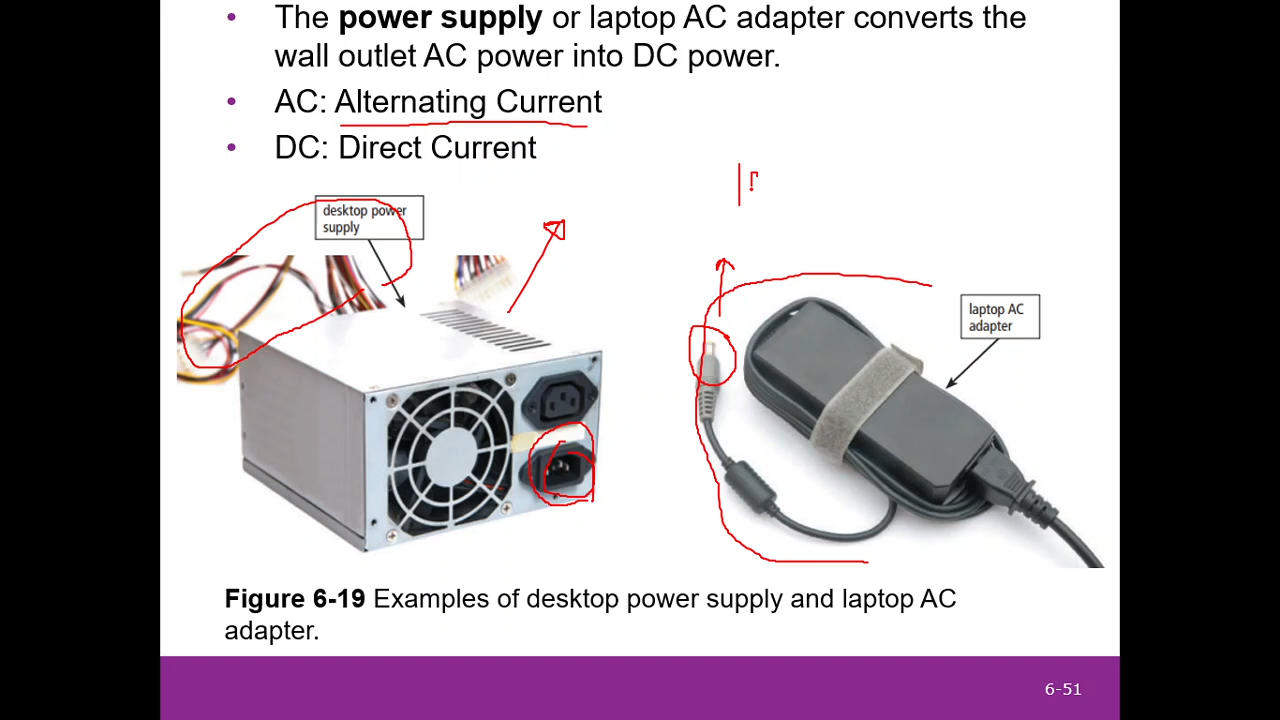 • The power supply or laptop AC adapter converts the
wall outlet AC power into DC power.
• AC: Alternating Current
• DC: Direct Current
desktop power
supply
laptop AC
adapter
Figure 6-19 Examples of desktop power supply and laptop AC
adapter.
6-51